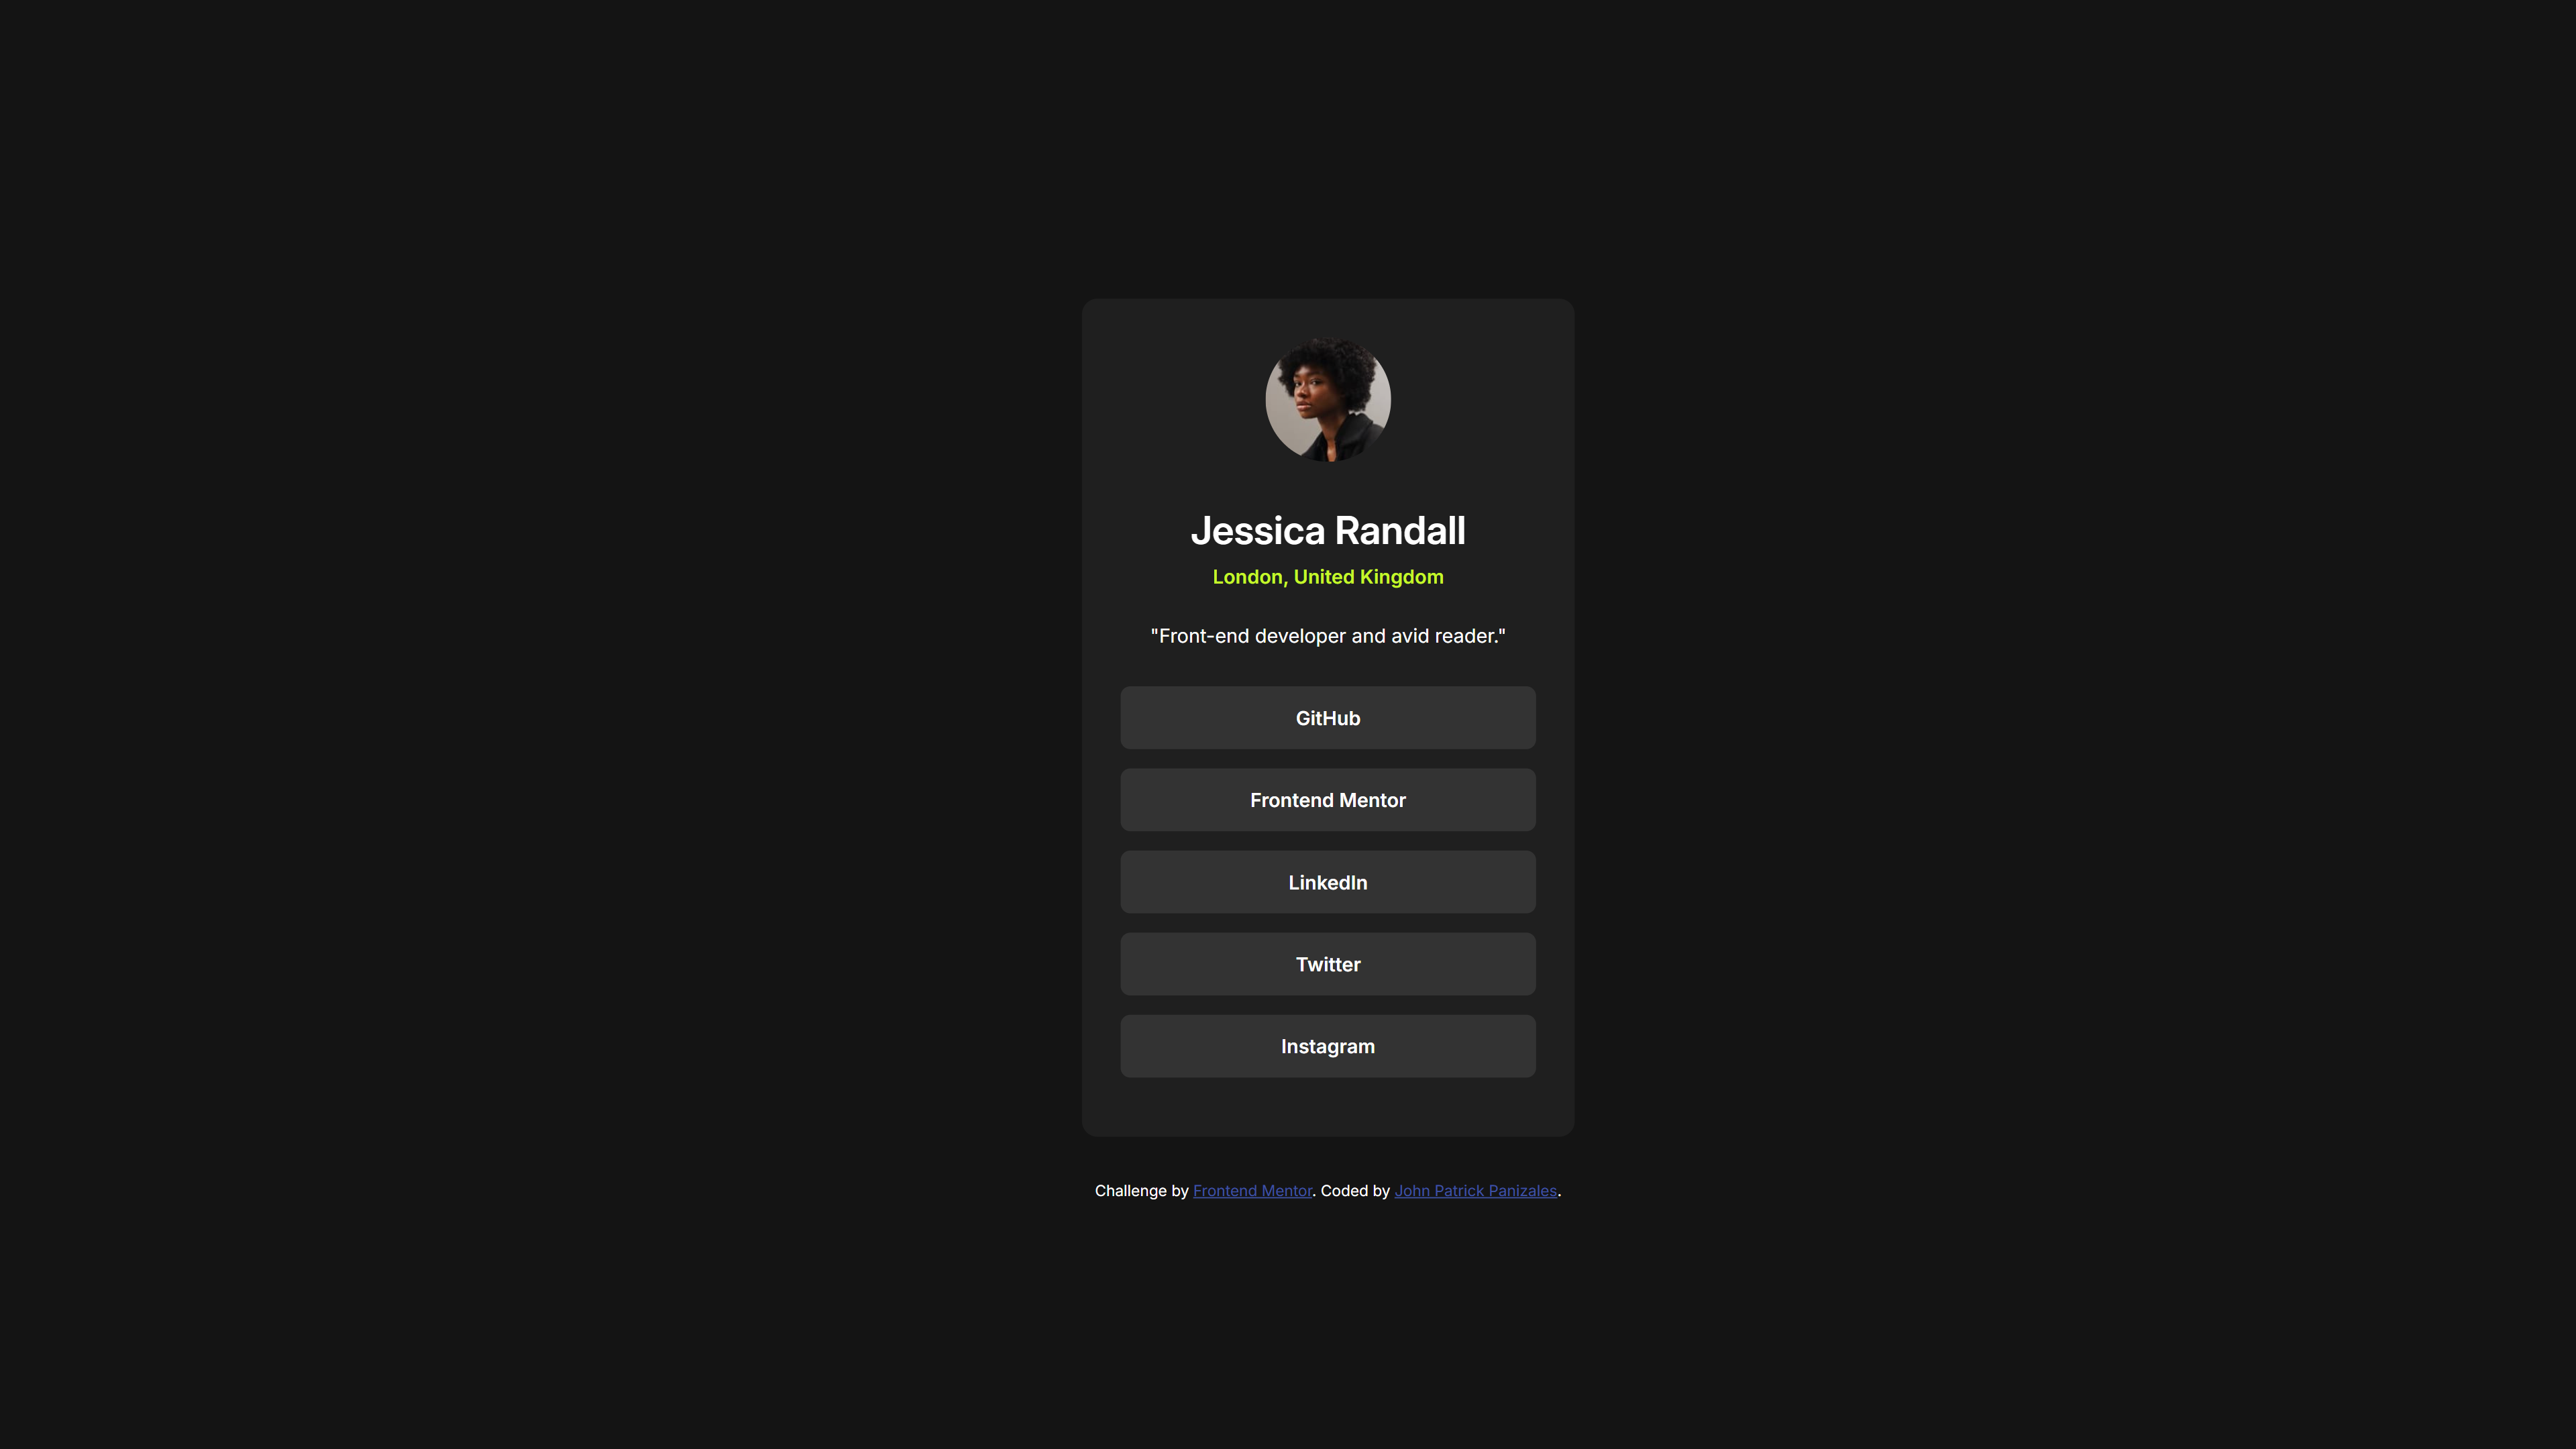 Jessica Randall
London, United Kingdom
"Front-end developer and avid reader."
GitHub
Frontend Mentor
LinkedIn
Twitter
Instagram
Challenge by Frontend Mentor. Coded by John Patrick Panizales.